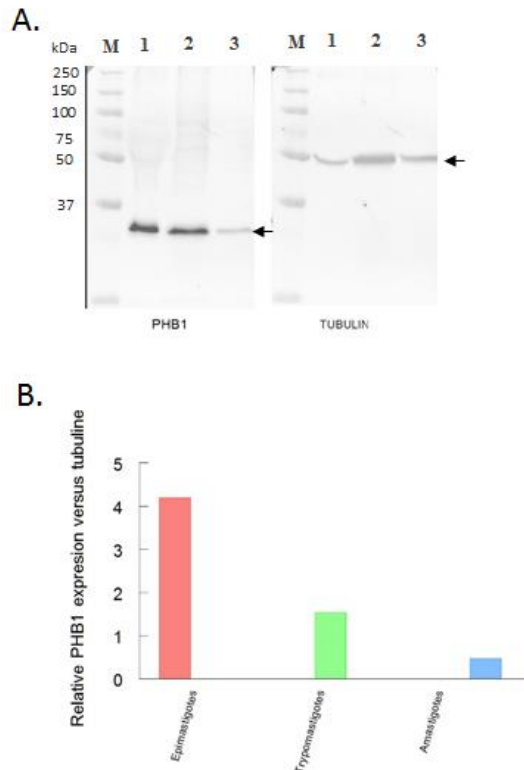 A.
kDa M 1 2 3 M 1 2 3
250
150
100
75
50
37
PHB1 TUBULIN
B.
Relative PHB1 expresion versus tubuline
5
4
3
2
1
0
Epimastigotes
Trypomastigotes
Amastigotes